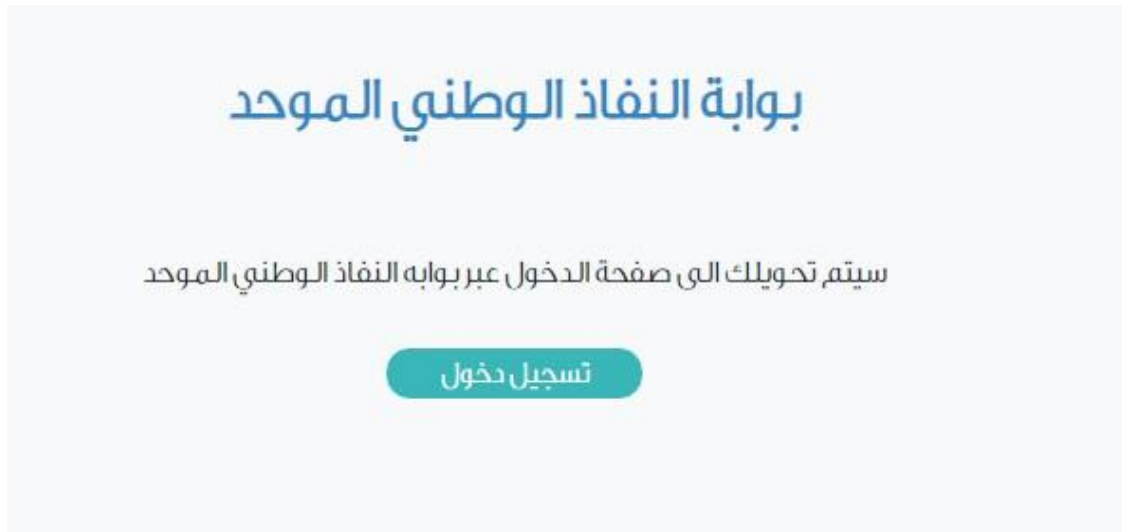 بوابة النفاذ الوطني الموحد
سيتم تحويلك الى صفحة الدخول عبر بوابه النفاذ الوطني الموحد
تسجيل دخول